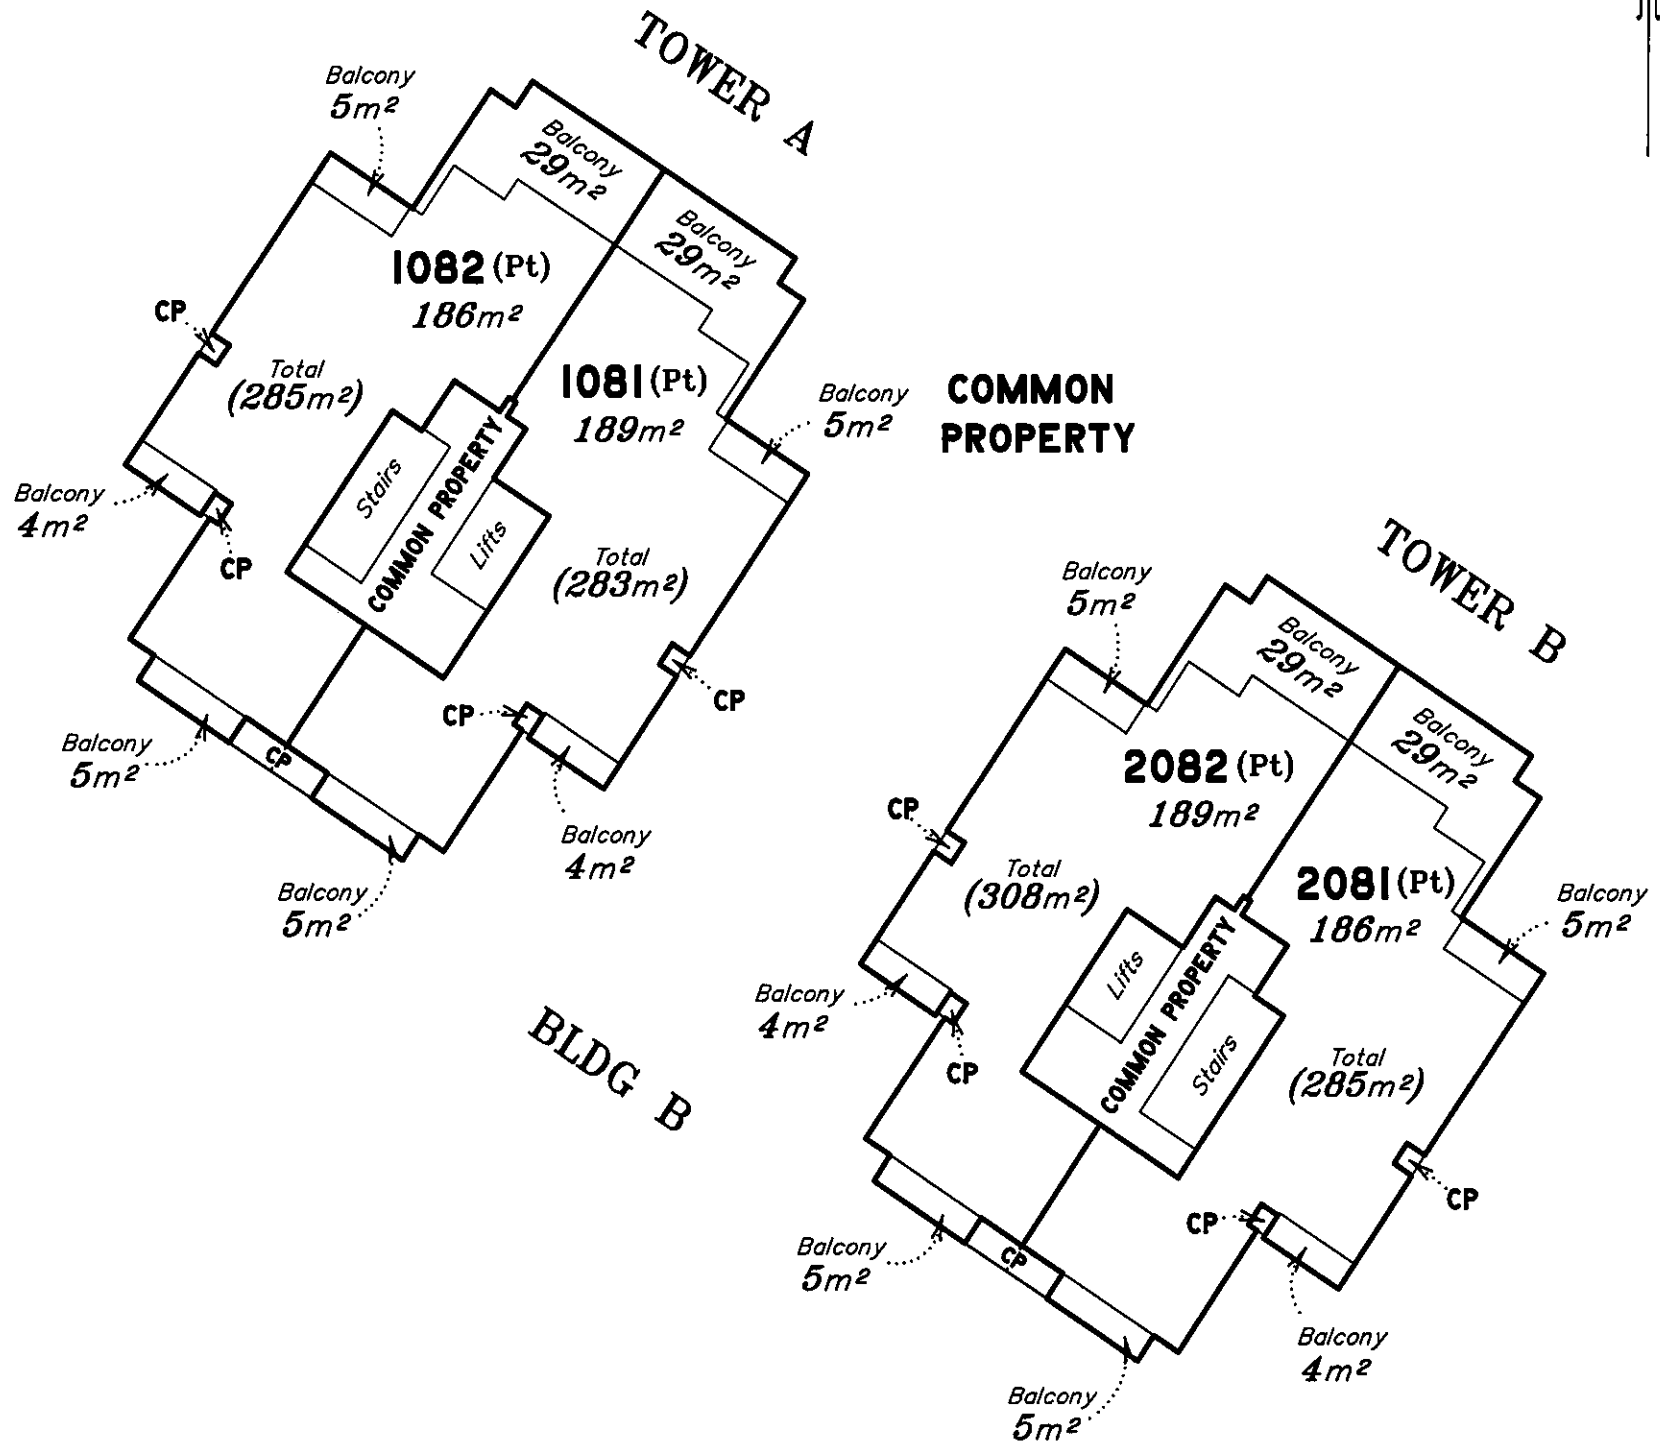 TOWER A
Balcony
5m²
Balcony
29m²
Balcony
29m²
1082 (Pt)
186m²
CP
Total
(285m²)
1081 (Pt)
189m²
Balcony
5m²
COMMON
PROPERTY
Stairs
COMMON PROPERTY
Lifts
Balcony
4m²
CP
Total
(283m²)
CP
CP
Balcony
5m²
CP
Balcony
4m²
Balcony
5m²
BLDG B
TOWER B
Balcony
5m²
Balcony
29m²
Balcony
29m²
2082 (Pt)
189m²
CP
Total
(308m²)
2081 (Pt)
186m²
Balcony
5m²
Lifts
COMMON PROPERTY
Stairs
Balcony
4m²
CP
Total
(285m²)
CP
CP
Balcony
5m²
CP
Balcony
4m²
Balcony
5m²